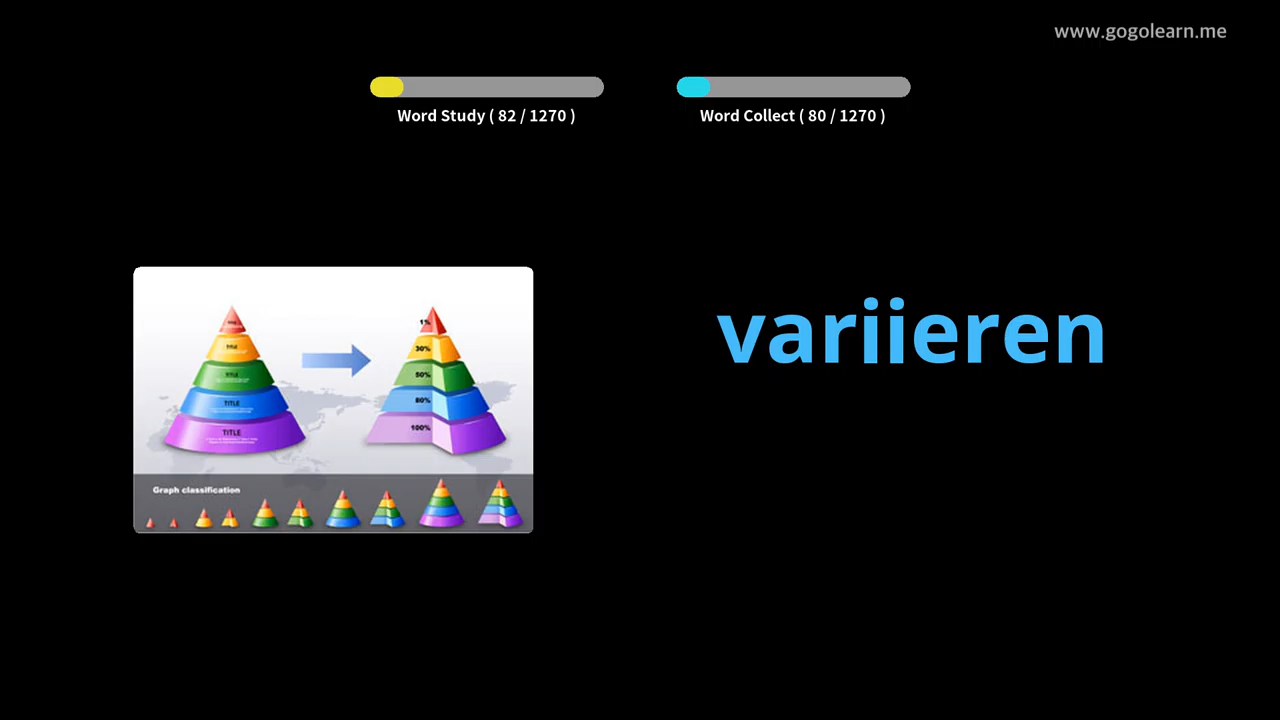 www.gogolearn.me
Word Study ( 82 / 1270 )
Word Collect ( 80 / 1270 )
variieren
TITLE
TITLE
TITLE
TITLE
1%
30%
50%
80%
100%
Graph classification